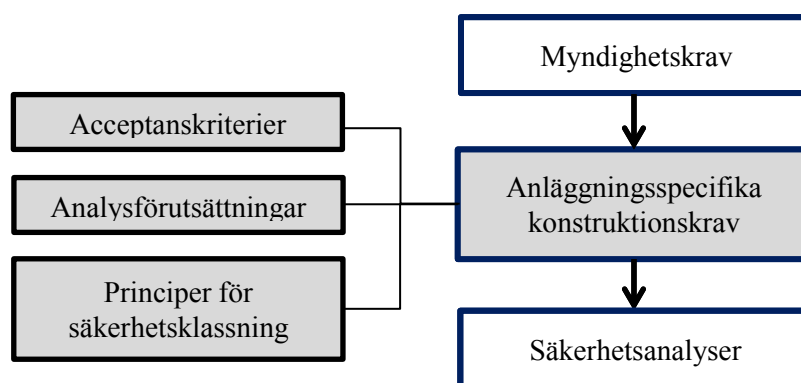 Myndighetskrav
Acceptanskriterier
Analysförutsättningar
Anläggningsspecifika
konstruktionskrav
Principer för
säkerhetsklassning
Säkerhetsanalyser